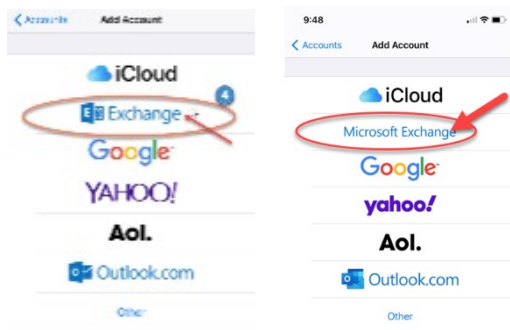 Accounts
Add Account
iCloud
4
E Exchange
Google
YAHOO!
Aol.
Outlook.com
Other
9:48
Accounts
Add Account
iCloud
Microsoft Exchange
Google
yahoo!
Aol.
Outlook.com
Other